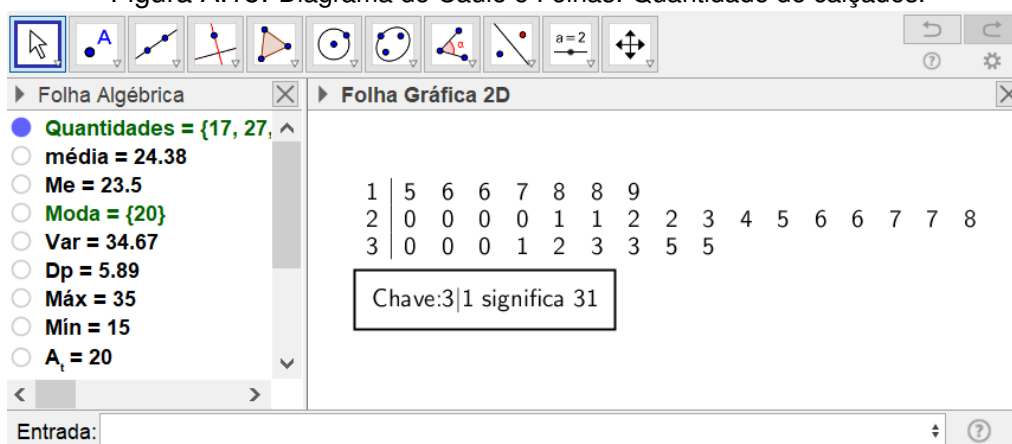 Figura A.15: Diagrama de Caule e Folhas: Quantidade de calçados.
A
α
a = 2
Folha Algébrica
Quantidades = {17, 27,
média = 24.38
Me = 23.5
Moda = {20}
Var = 34.67
Dp = 5.89
Máx = 35
Mín = 15
At = 20
Folha Gráfica 2D
1 | 5 6 6 7 8 8 9
2 | 0 0 0 0 1 1 2 2 3 4 5 6 6 7 7 8
3 | 0 0 0 1 2 3 3 5 5
Chave:3|1 significa 31
Entrada: